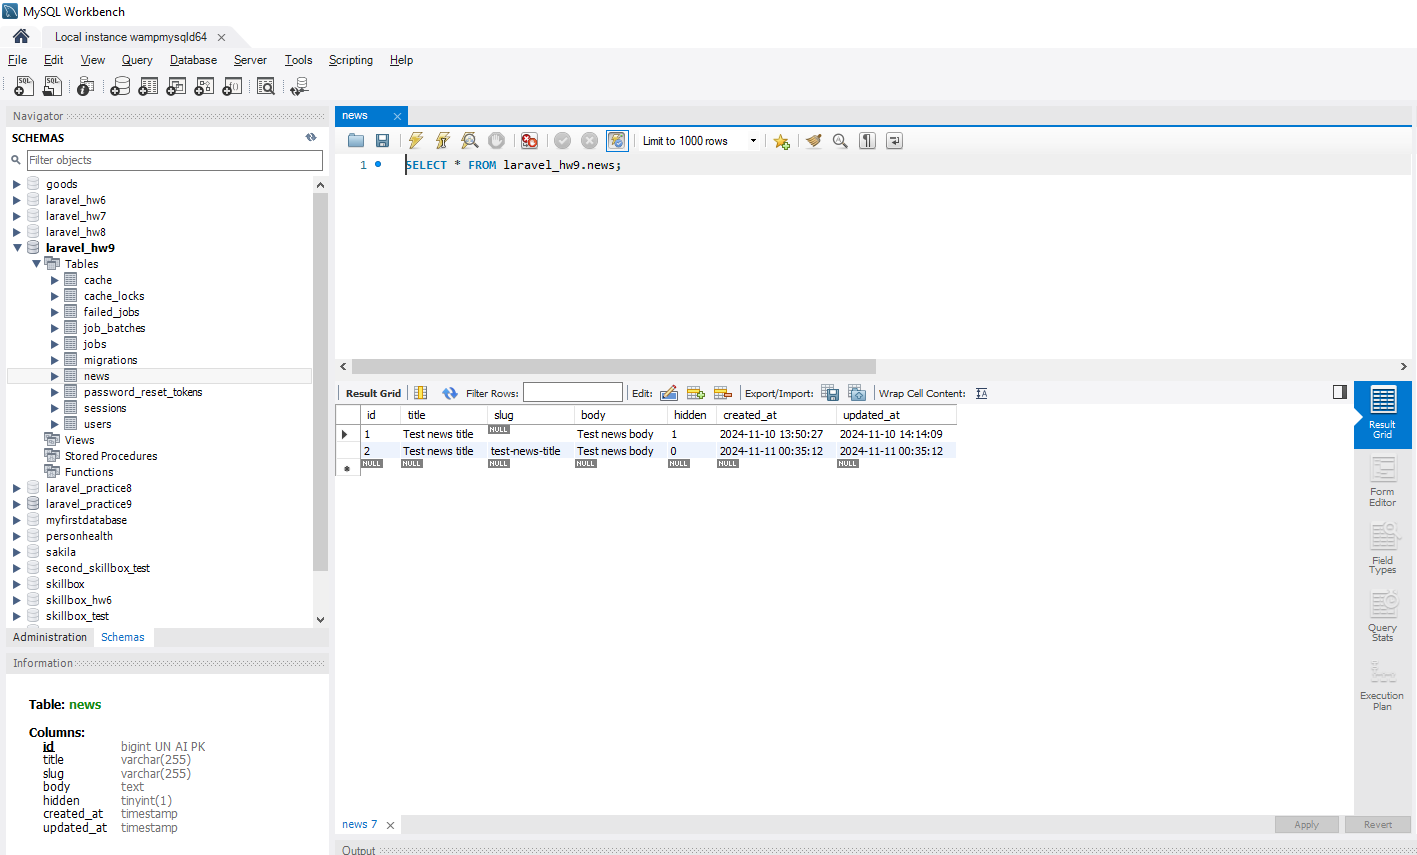 MySQL Workbench
Local instance wampmysqld64
File Edit View Query Database Server Tools Scripting Help
Navigator
SCHEMAS
Filter objects
goods
laravel_hw6
laravel_hw7
laravel_hw8
laravel_hw9
Tables
cache
cache_locks
failed_jobs
job_batches
jobs
migrations
news
password_reset_tokens
sessions
users
Views
Stored Procedures
Functions
laravel_practice8
laravel_practice9
myfirstdatabase
personhealth
sakila
second_skillbox_test
skillbox
skillbox_hw6
skillbox_test
Administration Schemas
Information
Table: news
Columns:
id bigint UN AI PK
title varchar(255)
slug varchar(255)
body text
hidden tinyint(1)
created_at timestamp
updated_at timestamp
news
Limit to 1000 rows
1 SELECT * FROM laravel_hw9.news;
Result Grid Filter Rows: Edit: Export/Import: Wrap Cell Content:
id title slug body hidden created_at updated_at
1 Test news title NULL Test news body 1 2024-11-10 13:50:27 2024-11-10 14:14:09
2 Test news title test-news-title Test news body 0 2024-11-11 00:35:12 2024-11-11 00:35:12
NULL NULL NULL NULL NULL NULL NULL
Result
Grid
Form
Editor
Field
Types
Query
Stats
Execution
Plan
news 7
Apply Revert
Output